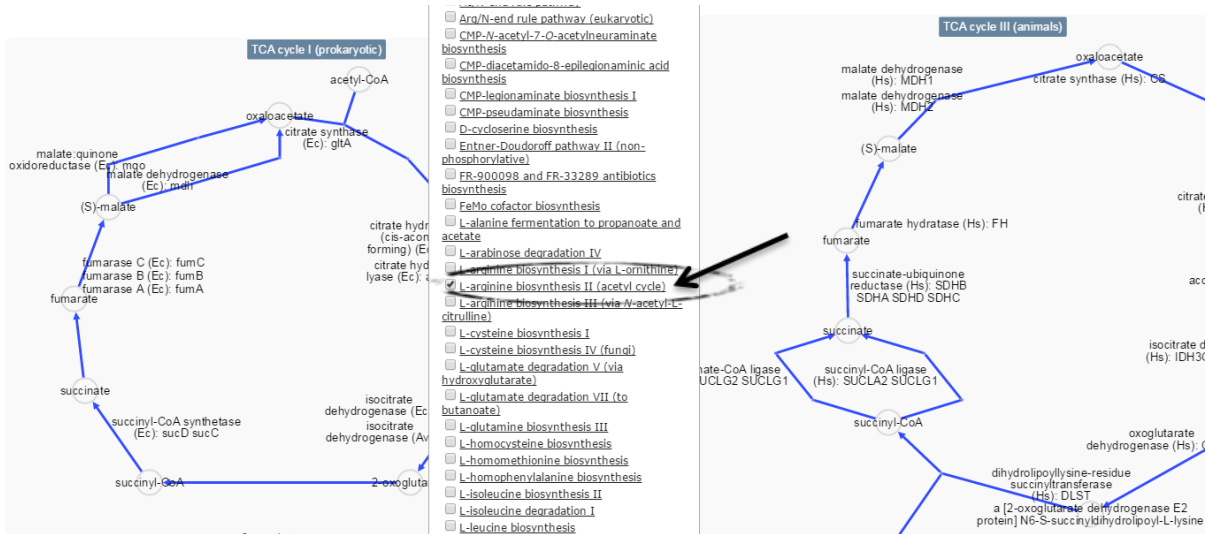 TCA cycle I (prokaryotic)
acetyl-CoA
oxaloacetate
citrate synthase
(Ec): gltA
malate:quinone
oxidoreductase (Ec): mqo
malate dehydrogenase
(Ec): mdh
(S)-malate
citrate hydr
(cis-acon
forming) (Ec
citrate hyd
lyase (Ec): a
fumarase C (Ec): fumC
fumarase B (Ec): fumB
fumarase A (Ec): fumA
fumarate
succinate
isocitrate
dehydrogenase (Ec
isocitrate
dehydrogenase (Av
succinyl-CoA synthetase
(Ec): sucD sucC
succinyl-CoA
2-oxogluta
Arg/N-end rule pathway (eukaryotic)
CMP-N-acetyl-7-O-acetylneuraminate
biosynthesis
CMP-diacetamido-8-epilegionaminic acid
biosynthesis
CMP-legionaminate biosynthesis I
CMP-pseudaminate biosynthesis
D-cycloserine biosynthesis
Entner-Doudoroff pathway II (non-
phosphorylative)
FR-900098 and FR-33289 antibiotics
biosynthesis
FeMo cofactor biosynthesis
L-alanine fermentation to propanoate and
acetate
L-arabinose degradation IV
L-arginine biosynthesis I (via L-ornithine)
L-arginine biosynthesis II (acetyl cycle)
L-arginine biosynthesis III (via N-acetyl-L-
citrulline)
L-cysteine biosynthesis I
L-cysteine biosynthesis IV (fungi)
L-glutamate degradation V (via
hydroxyglutarate)
L-glutamate degradation VII (to
butanoate)
L-glutamine biosynthesis III
L-homocysteine biosynthesis
L-homomethionine biosynthesis
L-homophenylalanine biosynthesis
L-isoleucine biosynthesis II
L-isoleucine degradation I
L-leucine biosynthesis
TCA cycle III (animals)
oxaloacetate
malate dehydrogenase
(Hs): MDH1
malate dehydrogenase
(Hs): MDH2
citrate synthase (Hs): CS
(S)-malate
citrat
(H
fumarate hydratase (Hs): FH
fumarate
succinate-ubiquinone
reductase (Hs): SDHB
SDHA SDHD SDHC
aco
succinate
isocitrate d
(Hs): IDH3G
nate-CoA ligase
UCLG2 SUCLG1
succinyl-CoA ligase
(Hs): SUCLA2 SUCLG1
succinyl-CoA
oxoglutarate
dehydrogenase (Hs): O
dihydrolipoyllysine-residue
succinyltransferase
(Hs): DLST
a [2-oxoglutarate dehydrogenase E2
protein] N6-S-succinyldihydrolipoyl-L-lysine